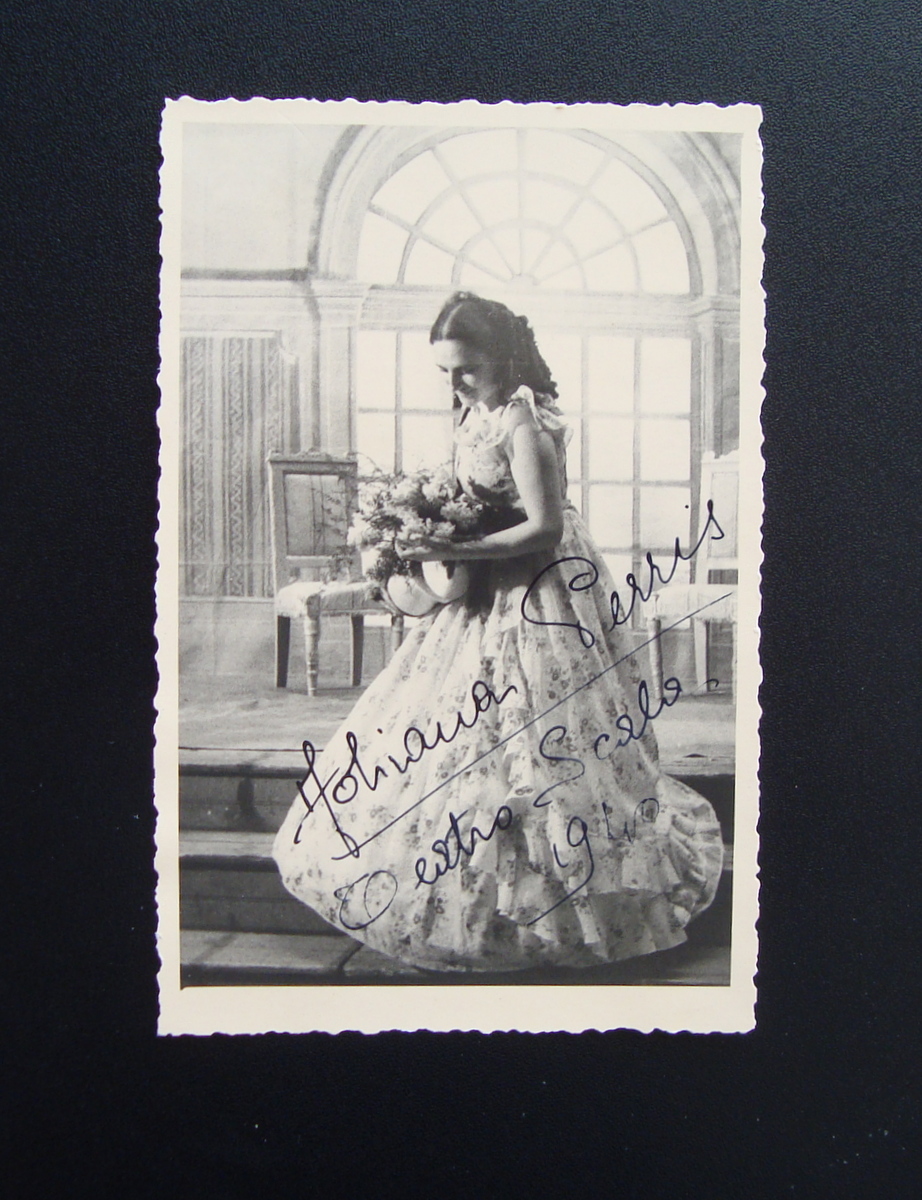 Adriana Perris
Teatro Scala.
1940